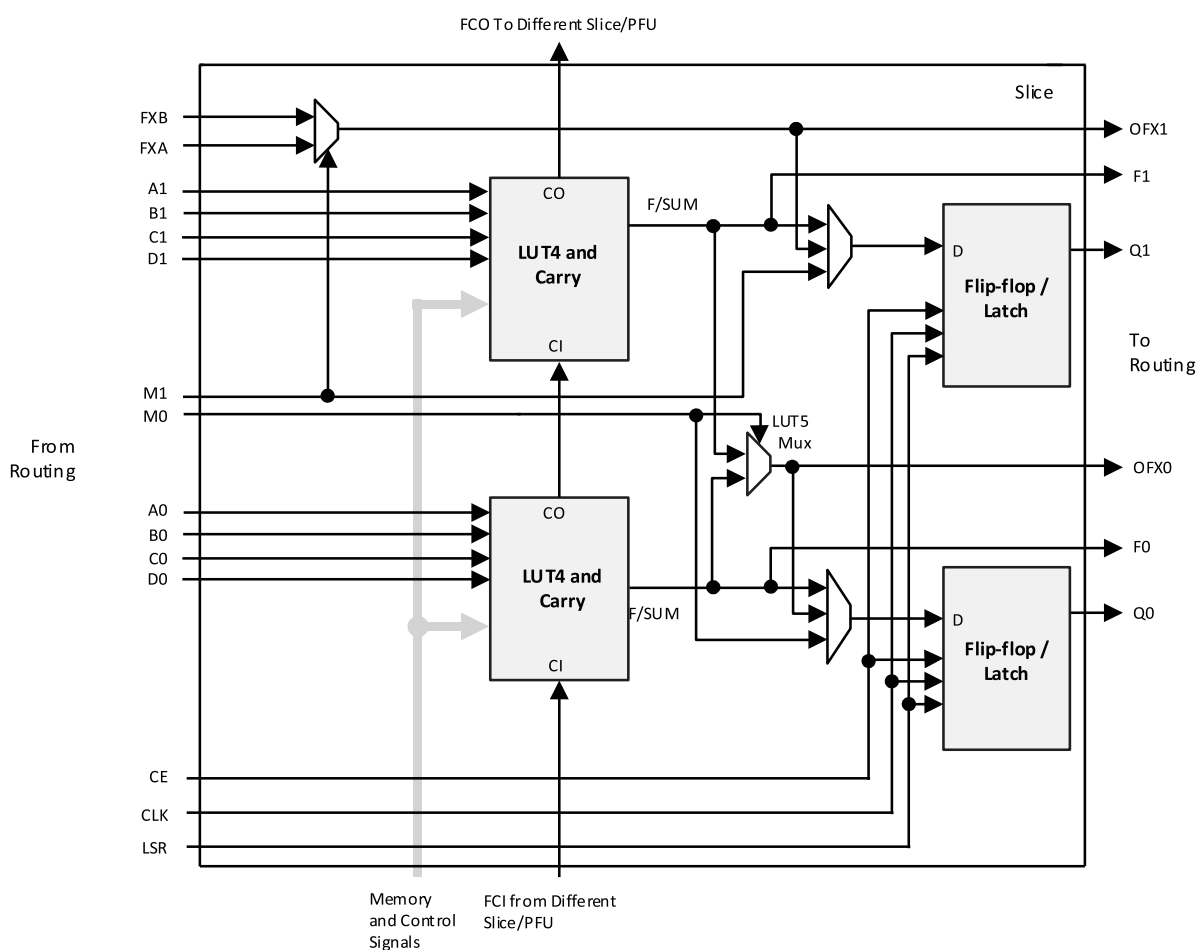 FCO To Different Slice/PFU
Slice
FXB
FXA
OFX1
F1
A1
B1
C1
D1
CO
LUT4 and
Carry
CI
F/SUM
D
Flip-flop /
Latch
Q1
To
Routing
M1
M0
From
Routing
LUT5
Mux
OFX0
A0
B0
C0
D0
CO
LUT4 and
Carry
CI
F/SUM
F0
D
Flip-flop /
Latch
Q0
CE
CLK
LSR
Memory
and Control
Signals
FCI from Different
Slice/PFU